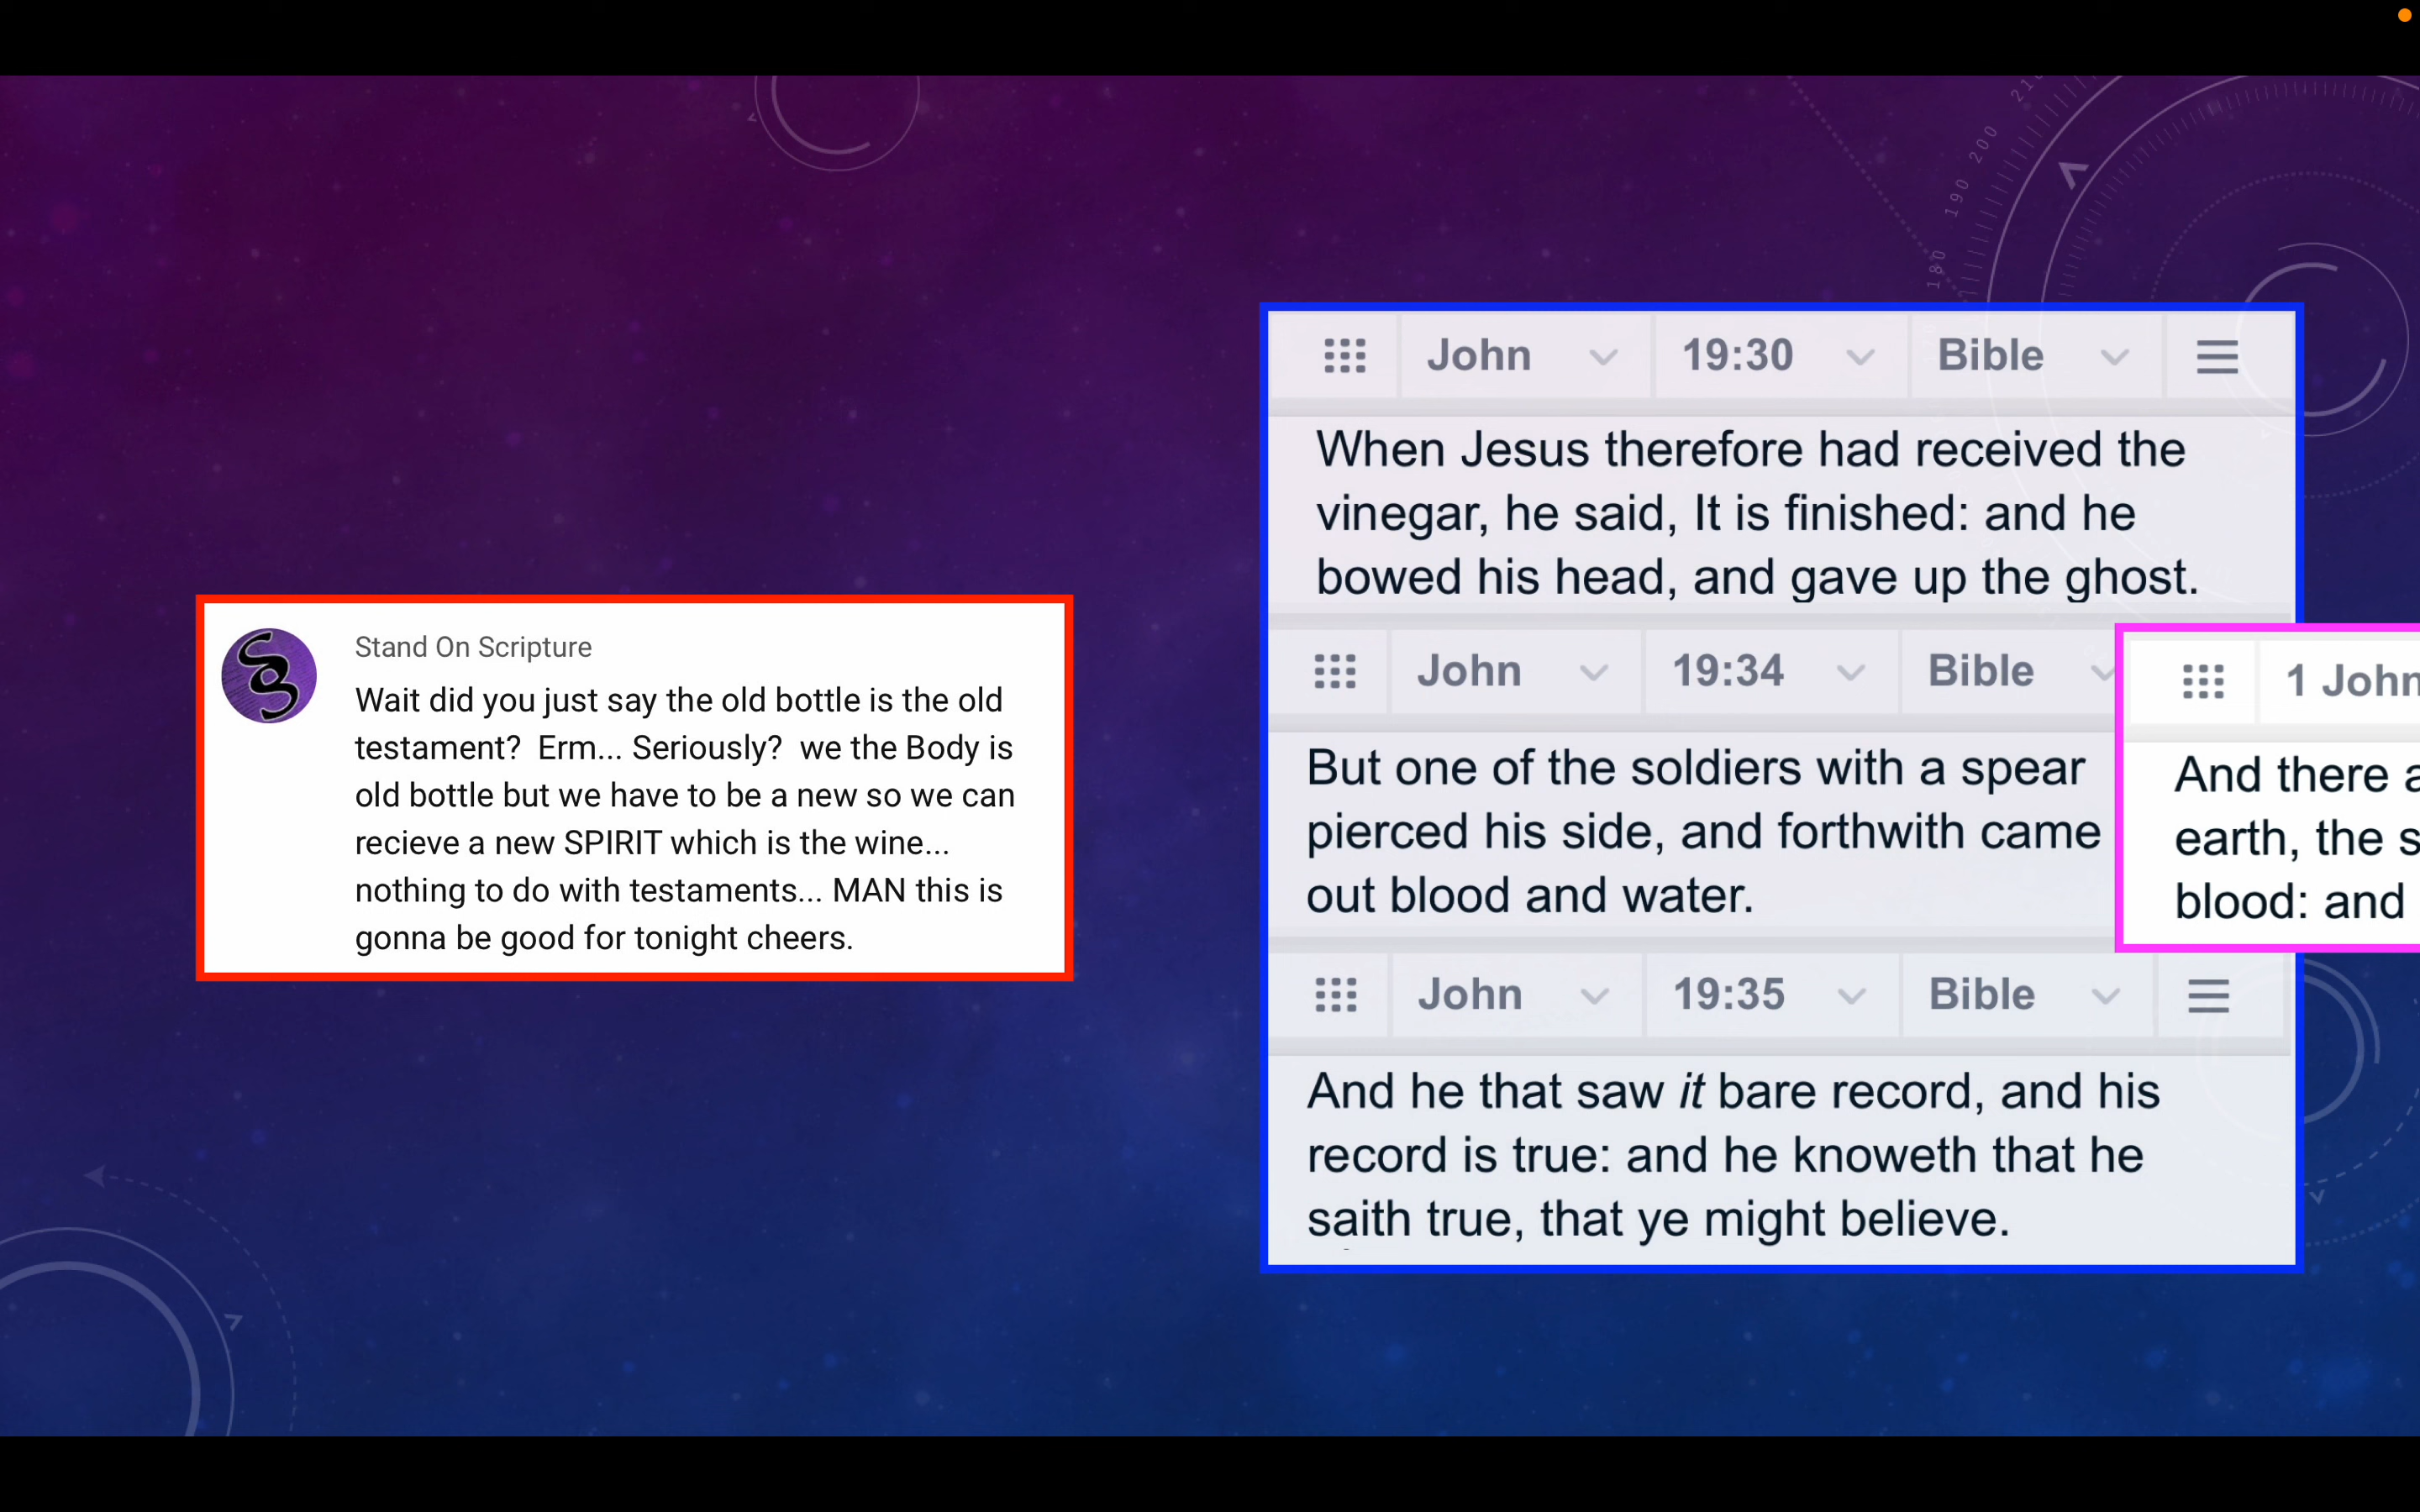 Stand On Scripture
Wait did you just say the old bottle is the old
testament? Erm... Seriously? we the Body is
old bottle but we have to be a new so we can
recieve a new SPIRIT which is the wine...
nothing to do with testaments... MAN this is
gonna be good for tonight cheers.
John 19:30 Bible
When Jesus therefore had received the
vinegar, he said, It is finished: and he
bowed his head, and gave up the ghost.
John 19:34 Bible
But one of the soldiers with a spear
pierced his side, and forthwith came
out blood and water.
John 19:35 Bible
And he that saw it bare record, and his
record is true: and he knoweth that he
saith true, that ye might believe.
1 John
And there
earth, the
blood: and
180 190 200